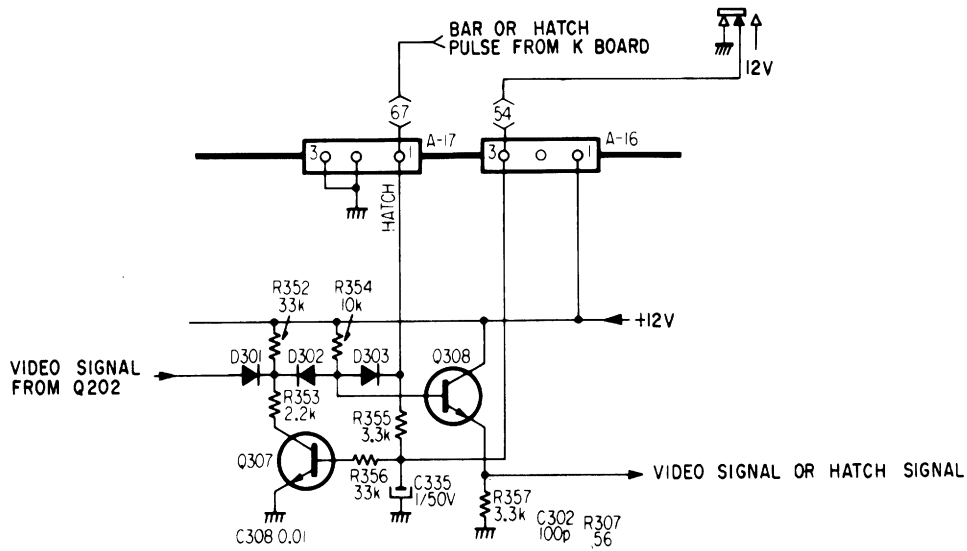 BAR OR HATCH
PULSE FROM K BOARD
12V
67
54
A-17
A-16
3
1
3
1
HATCH
R352
33k
R354
10k
+12V
D301
D302
D303
Q308
VIDEO SIGNAL
FROM Q202
R353
2.2k
R355
3.3k
Q307
R356
33k
C335
1/50V
VIDEO SIGNAL OR HATCH SIGNAL
R357
3.3k
C302
100p
R307
56
C308 0.01